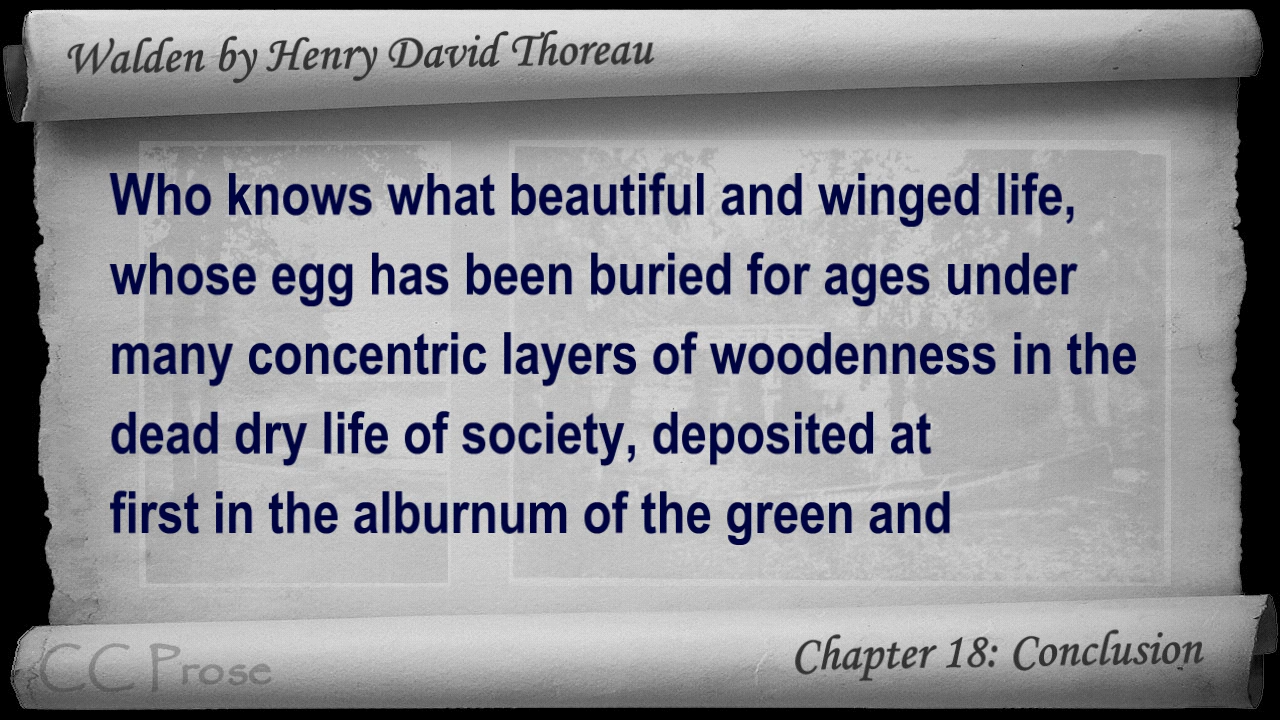 Walden by Henry David Thoreau
Who knows what beautiful and winged life,
whose egg has been buried for ages under
many concentric layers of woodenness in the
dead dry life of society, deposited at
first in the alburnum of the green and
Chapter 18: Conclusion
CC Prose